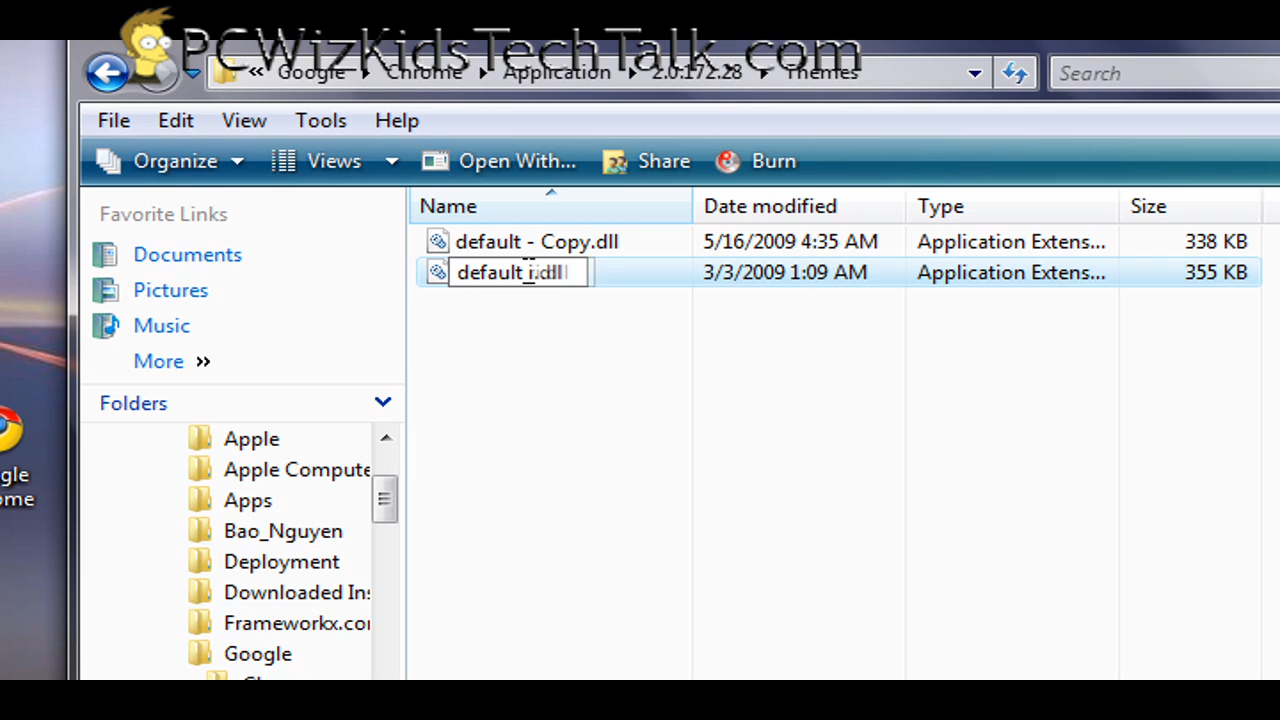 PCWizKidsTechTalk.com
« Google Chrome Application 2.0.172.28 Themes
Search
File Edit View Tools Help
Organize Views Open With... Share Burn
Favorite Links
Documents
Pictures
Music
More »
Folders
Apple
Apple Compute
Apps
Bao_Nguyen
Deployment
Downloaded Ins
Frameworkx.co
Google
Name Date modified Type Size
default - Copy.dll 5/16/2009 4:35 AM Application Extens... 338 KB
3/3/2009 1:09 AM Application Extens... 355 KB
gle
ome